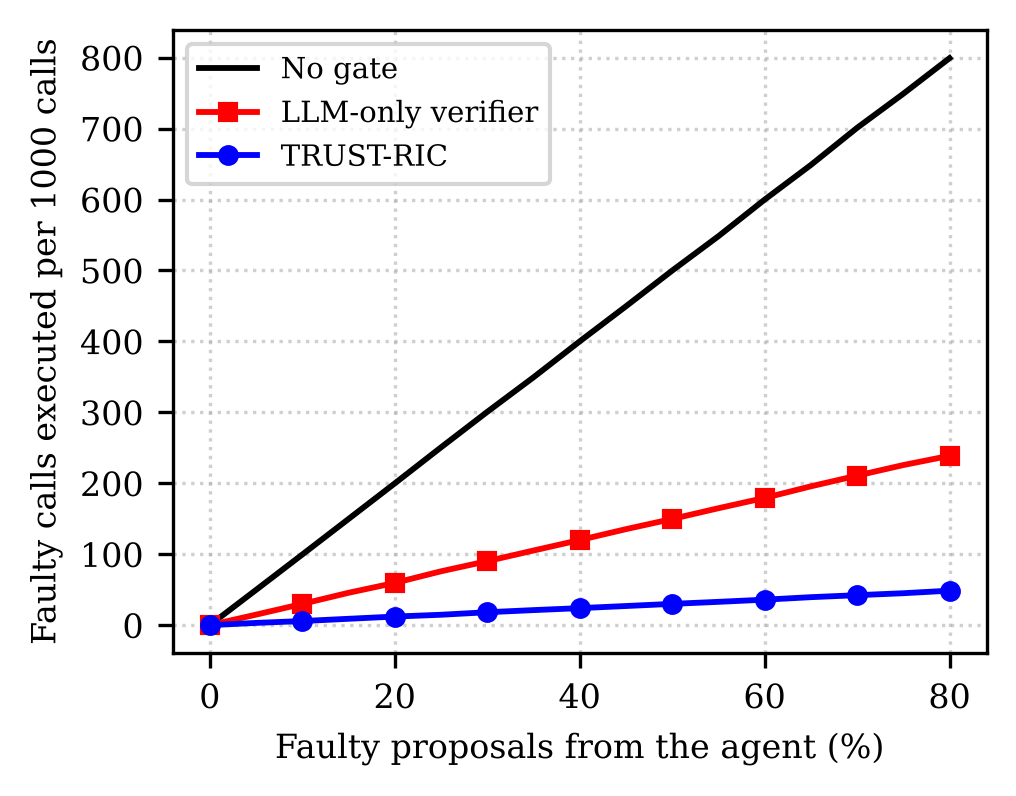 Faulty calls executed per 1000 calls
800
700
600
500
400
300
200
100
0
No gate
LLM-only verifier
TRUST-RIC
0 20 40 60 80
Faulty proposals from the agent (%)